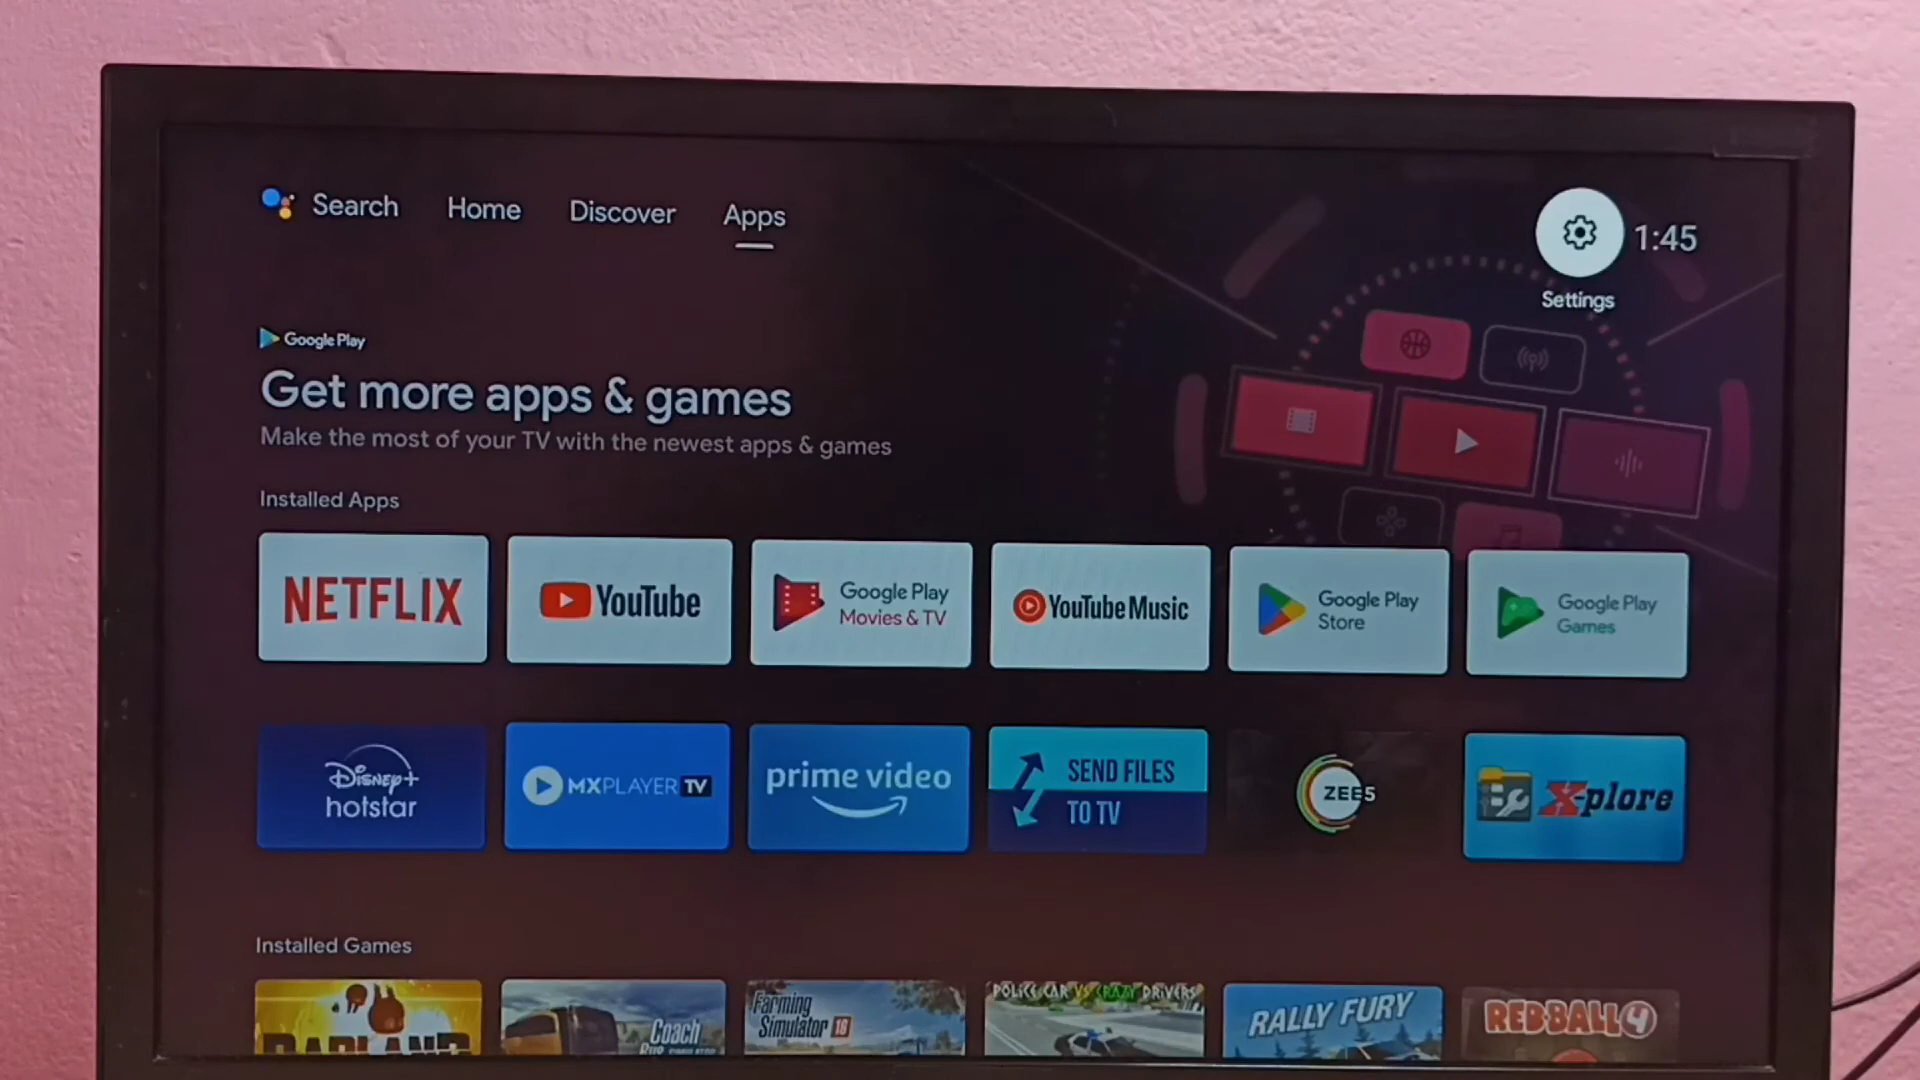 Search Home Discover Apps
1:45
Settings
Google Play
Get more apps & games
Make the most of your TV with the newest apps & games
Installed Apps
NETFLIX
YouTube
Google Play
Movies & TV
YouTube Music
Google Play
Store
Google Play
Games
Disney+
hotstar
MXPLAYER TV
prime video
SEND FILES
TO TV
ZEE5
X-plore
Installed Games
Coach
Farming
Simulator 16
POLICE CAR VS CRAZY DRIVERS
RALLY FURY
RED BALL 4